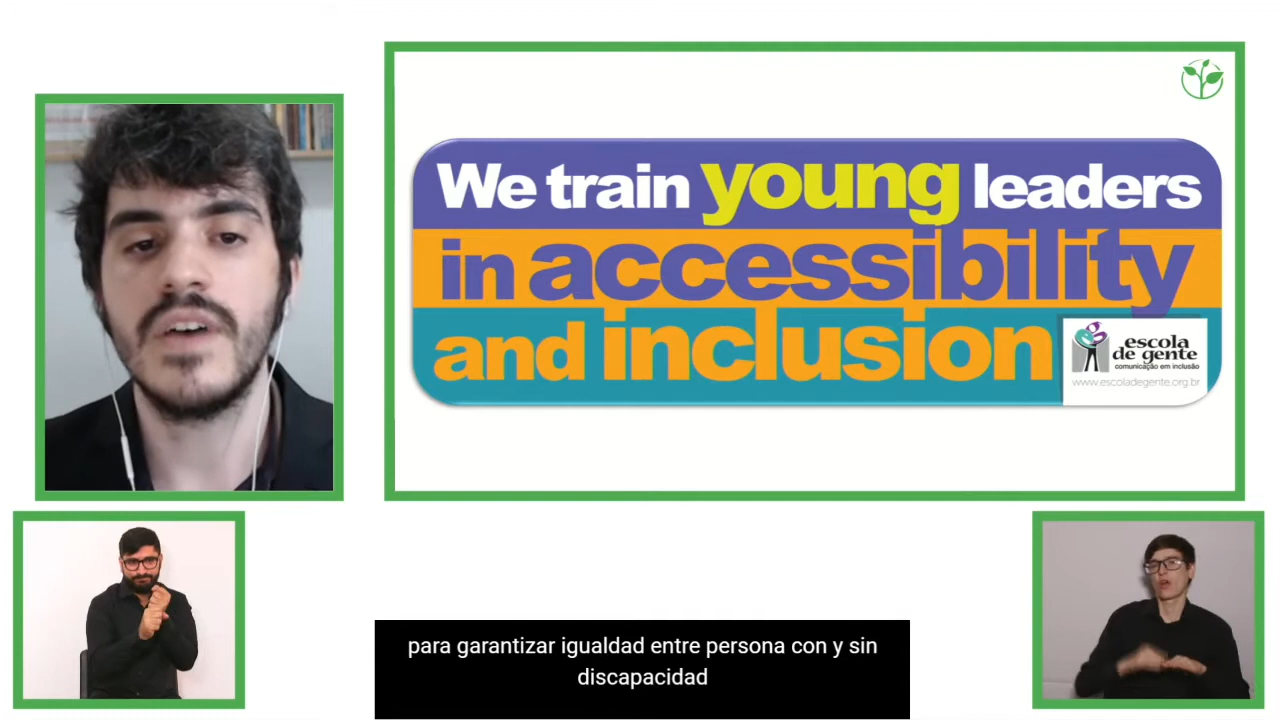 We train young leaders
in accessibility
and inclusion
escola
de gente
comunicação em inclusão
www.escoladegente.org.br
para garantizar igualdad entre persona con y sin
discapacidad